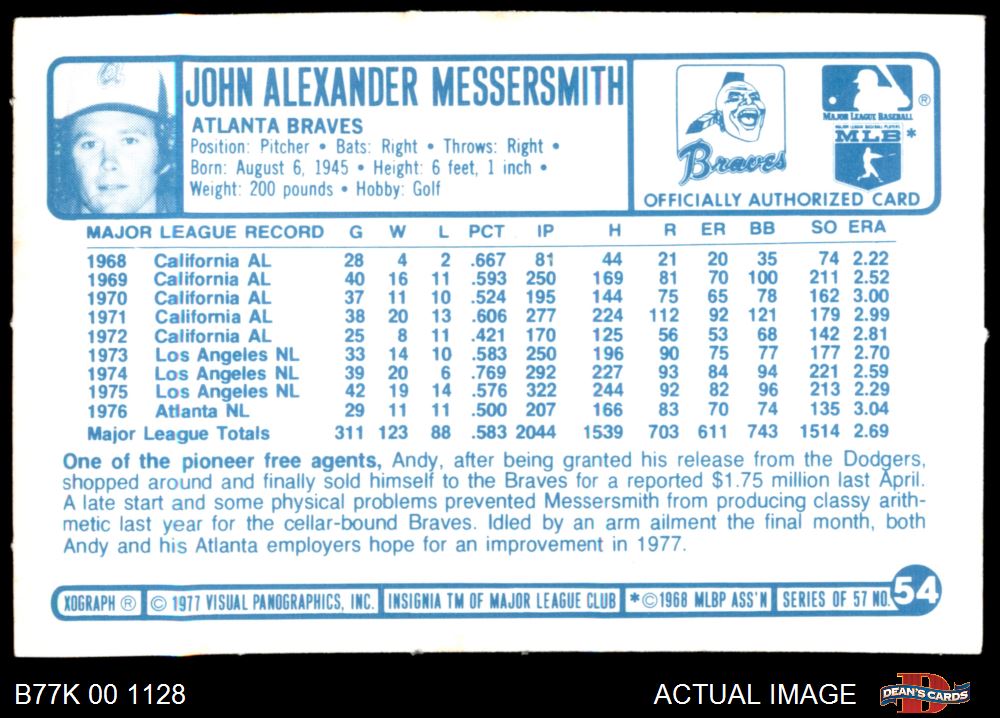 JOHN ALEXANDER MESSERSMITH
ATLANTA BRAVES
Position: Pitcher • Bats: Right • Throws: Right •
Born: August 6, 1945 • Height: 6 feet, 1 inch •
Weight: 200 pounds • Hobby: Golf
Braves
MAJOR LEAGUE BASEBALL ®
MAJOR LEAGUE BASEBALL PLAYERS
MLB *
OFFICIALLY AUTHORIZED CARD
MAJOR LEAGUE RECORD G W L PCT IP H R ER BB SO ERA
1968 California AL 28 4 2 .667 81 44 21 20 35 74 2.22
1969 California AL 40 16 11 .593 250 169 81 70 100 211 2.52
1970 California AL 37 11 10 .524 195 144 75 65 78 162 3.00
1971 California AL 38 20 13 .606 277 224 112 92 121 179 2.99
1972 California AL 25 8 11 .421 170 125 56 53 68 142 2.81
1973 Los Angeles NL 33 14 10 .583 250 196 90 75 77 177 2.70
1974 Los Angeles NL 39 20 6 .769 292 227 93 84 94 221 2.59
1975 Los Angeles NL 42 19 14 .576 322 244 92 82 96 213 2.29
1976 Atlanta NL 29 11 11 .500 207 166 83 70 74 135 3.04
Major League Totals 311 123 88 .583 2044 1539 703 611 743 1514 2.69
One of the pioneer free agents, Andy, after being granted his release from the Dodgers,
shopped around and finally sold himself to the Braves for a reported $1.75 million last April.
A late start and some physical problems prevented Messersmith from producing classy arith-
metic last year for the cellar-bound Braves. Idled by an arm ailment the final month, both
Andy and his Atlanta employers hope for an improvement in 1977.
XOGRAPH ® © 1977 VISUAL PANOGRAPHICS, INC. INSIGNIA TM OF MAJOR LEAGUE CLUB *©1968 MLBP ASS'N SERIES OF 57 NO. 54
B77K 00 1128
ACTUAL IMAGE
DEAN'S CARDS